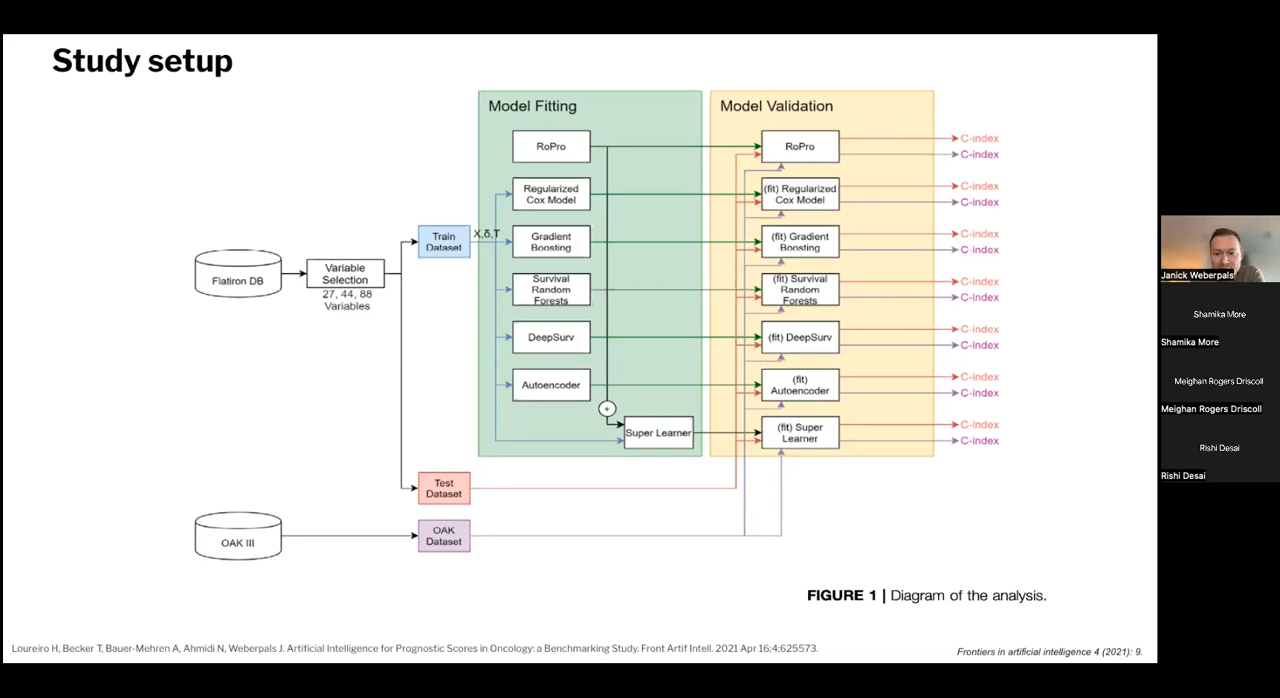 Study setup
Model Fitting
Model Validation
RoPro
RoPro
C-index
C-index
Regularized
Cox Model
(fit) Regularized
Cox Model
C-index
C-index
Flatiron DB
Variable
Selection
27, 44, 88
Variables
Train
Dataset
X,δ,T
Gradient
Boosting
(fit) Gradient
Boosting
C-index
C-index
Survival
Random
Forests
(fit) Survival
Random
Forests
C-index
C-index
DeepSurv
(fit) DeepSurv
C-index
C-index
Autoencoder
(fit)
Autoencoder
C-index
C-index
+
Super Learner
(fit) Super
Learner
C-index
C-index
Test
Dataset
OAK III
OAK
Dataset
FIGURE 1 | Diagram of the analysis.
Loureiro H, Becker T, Bauer-Mehren A, Ahmidi N, Weberpals J. Artificial Intelligence for Prognostic Scores in Oncology: a Benchmarking Study. Front Artif Intell. 2021 Apr 16;4:625573.
Frontiers in artificial intelligence 4 (2021): 9.
Janick Weberpals
Shamika More
Shamika More
Meighan Rogers Driscoll
Meighan Rogers Driscoll
Rishi Desai
Rishi Desai